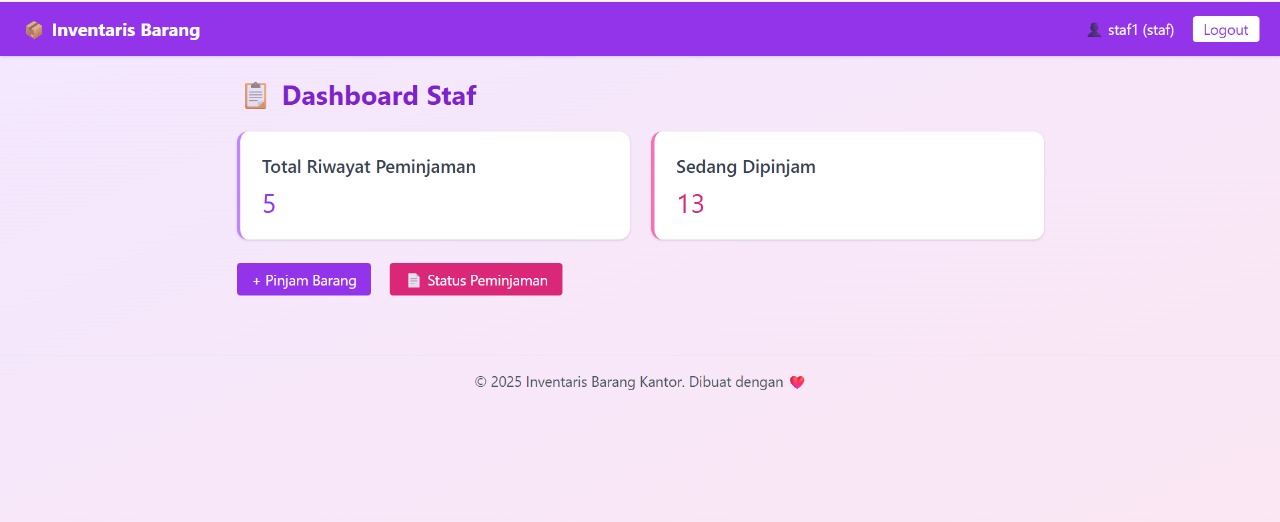 📦 Inventaris Barang
👤 staf1 (staf)
Logout
📋 Dashboard Staf
Total Riwayat Peminjaman
5
Sedang Dipinjam
13
+ Pinjam Barang
📄 Status Peminjaman
© 2025 Inventaris Barang Kantor. Dibuat dengan ❤️